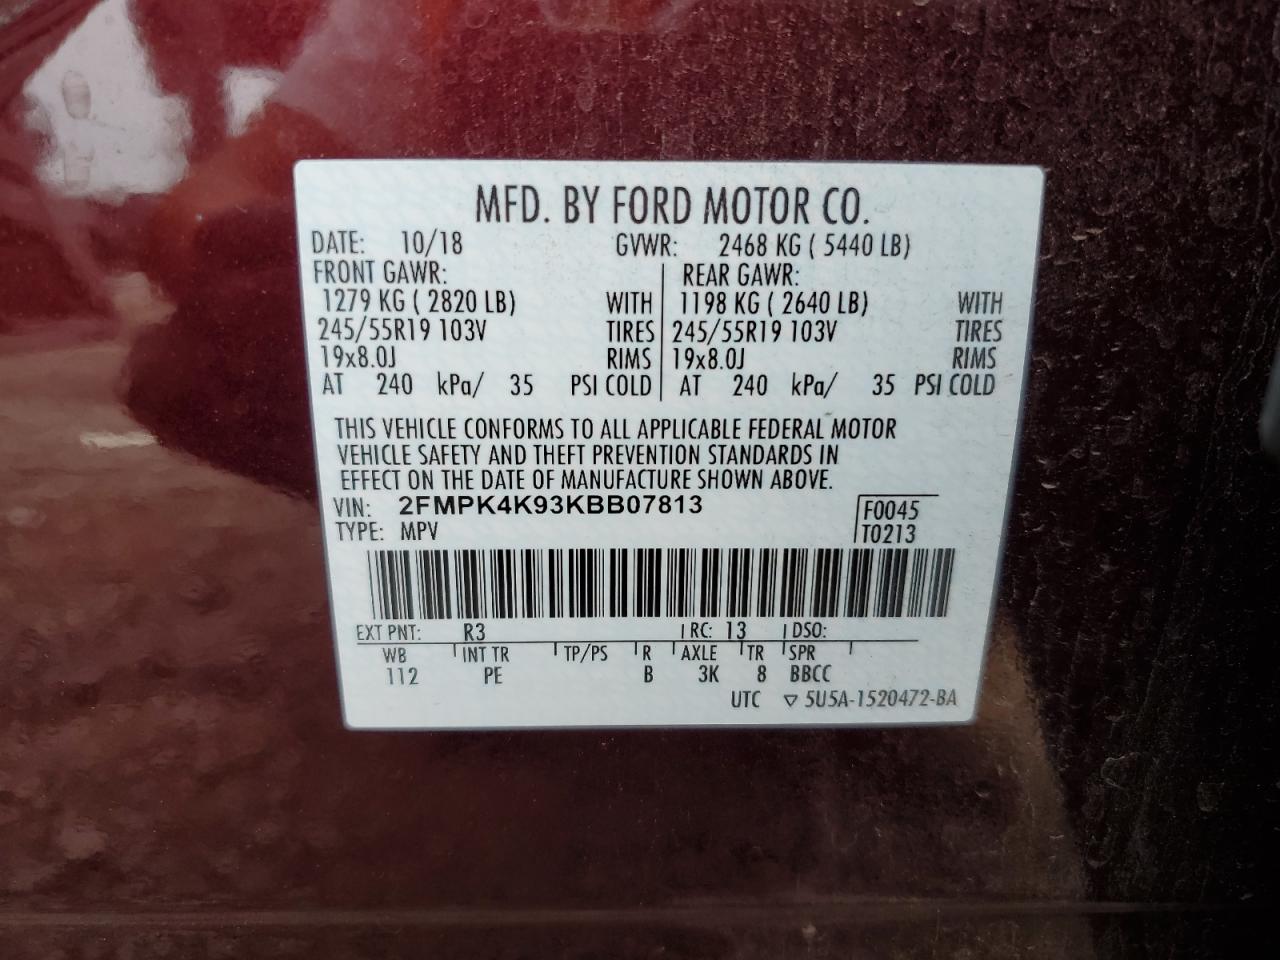 MFD. BY FORD MOTOR CO.
DATE: 10/18 GVWR: 2468 KG ( 5440 LB)
FRONT GAWR: REAR GAWR:
1279 KG ( 2820 LB) WITH 1198 KG ( 2640 LB) WITH
245/55R19 103V TIRES 245/55R19 103V TIRES
19x8.0J RIMS 19x8.0J RIMS
AT 240 kPa/ 35 PSI COLD AT 240 kPa/ 35 PSI COLD
THIS VEHICLE CONFORMS TO ALL APPLICABLE FEDERAL MOTOR
VEHICLE SAFETY AND THEFT PREVENTION STANDARDS IN
EFFECT ON THE DATE OF MANUFACTURE SHOWN ABOVE.
VIN: 2FMPK4K93KBB07813 F0045
TYPE: MPV T0213
EXT PNT: R3 RC: 13 DSO:
WB INT TR TP/PS R AXLE TR SPR
112 PE B 3K 8 BBCC
UTC ▽ 5U5A-1520472-BA